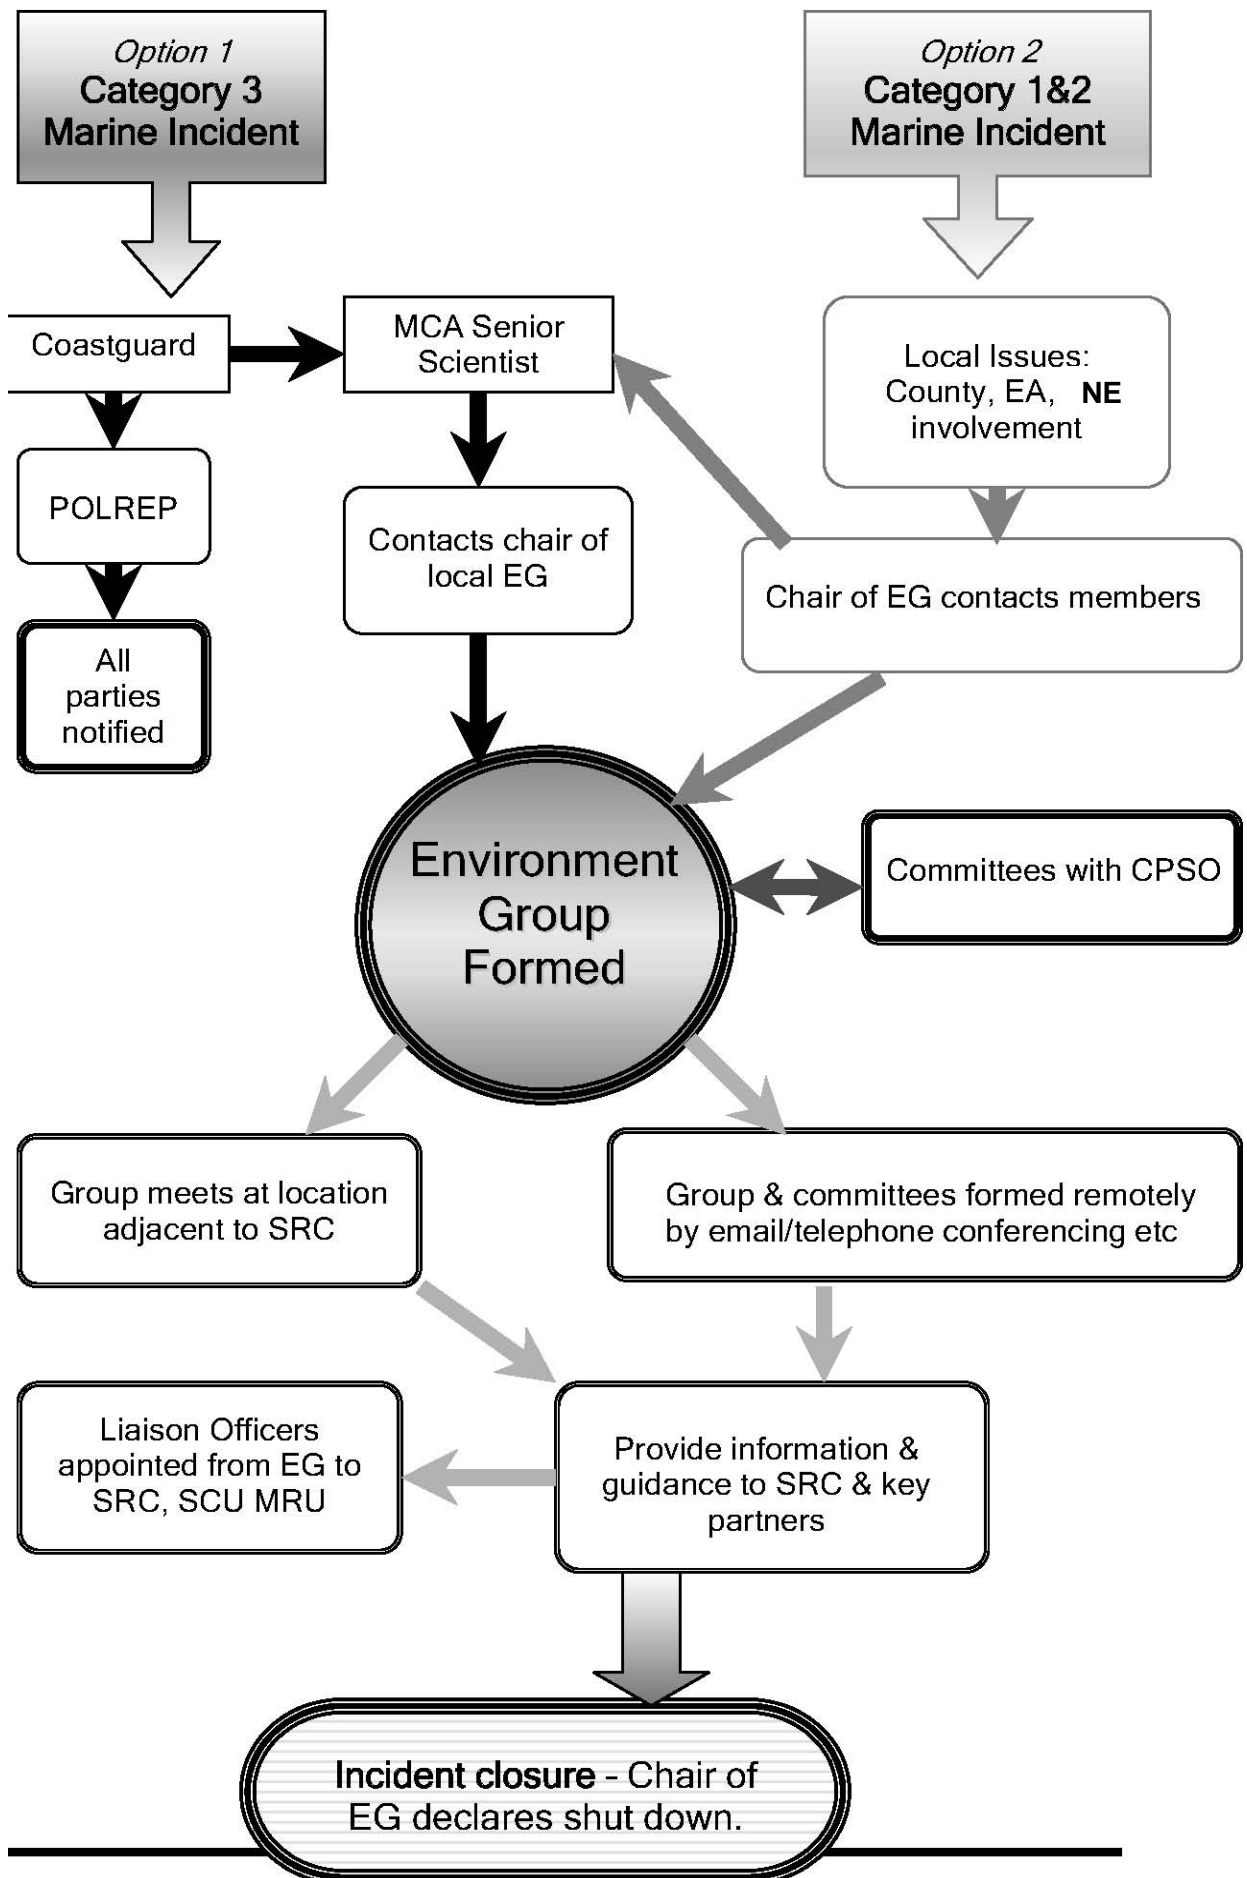 Option 1
Category 3
Marine Incident
Option 2
Category 1&2
Marine Incident
Coastguard
MCA Senior
Scientist
Local Issues:
County, EA, NE
involvement
POLREP
Contacts chair of
local EG
Chair of EG contacts members
All
parties
notified
Environment
Group
Formed
Committees with CPSO
Group meets at location
adjacent to SRC
Group & committees formed remotely
by email/telephone conferencing etc
Liaison Officers
appointed from EG to
SRC, SCU MRU
Provide information &
guidance to SRC & key
partners
Incident closure - Chair of
EG declares shut down.